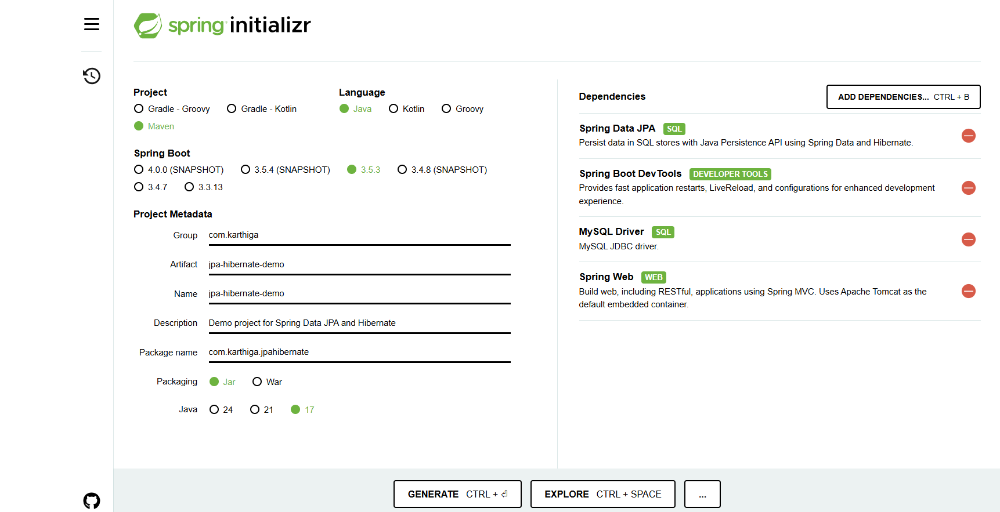 spring initializr
Project
Gradle - Groovy Gradle - Kotlin
Maven
Language
Java Kotlin Groovy
Spring Boot
4.0.0 (SNAPSHOT) 3.5.4 (SNAPSHOT) 3.5.3 3.4.8 (SNAPSHOT)
3.4.7 3.3.13
Project Metadata
Group com.karthiga
Artifact jpa-hibernate-demo
Name jpa-hibernate-demo
Description Demo project for Spring Data JPA and Hibernate
Package name com.karthiga.jpahibernate
Packaging Jar War
Java 24 21 17
Dependencies ADD DEPENDENCIES... CTRL + B
Spring Data JPA SQL
Persist data in SQL stores with Java Persistence API using Spring Data and Hibernate.
Spring Boot DevTools DEVELOPER TOOLS
Provides fast application restarts, LiveReload, and configurations for enhanced development
experience.
MySQL Driver SQL
MySQL JDBC driver.
Spring Web WEB
Build web, including RESTful, applications using Spring MVC. Uses Apache Tomcat as the
default embedded container.
GENERATE CTRL + ⏎ EXPLORE CTRL + SPACE ...